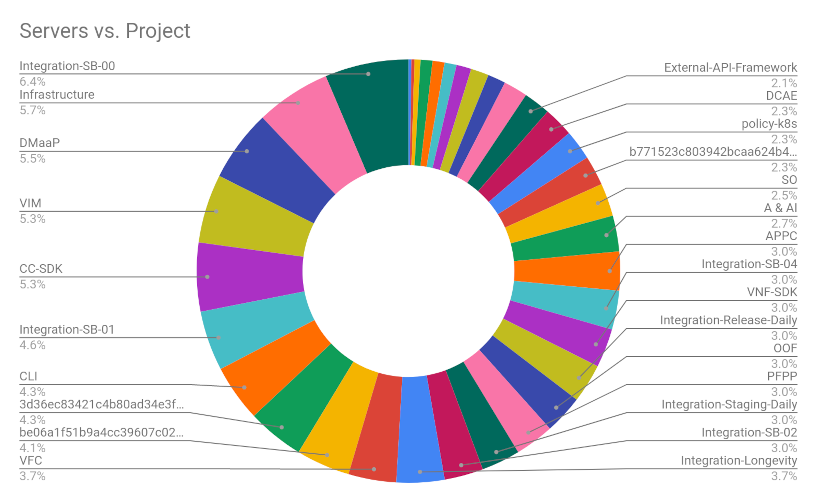 Servers vs. Project
Integration-SB-00
6.4%
Infrastructure
5.7%
DMaaP
5.5%
VIM
5.3%
CC-SDK
5.3%
Integration-SB-01
4.6%
CLI
4.3%
3d36ec83421c4b80ad34e3f...
4.3%
be06a1f51b9a4cc39607c02...
4.1%
VFC
3.7%
External-API-Framework
2.1%
DCAE
2.3%
policy-k8s
2.3%
b771523c803942bcaa624b4...
2.3%
SO
2.5%
A & AI
2.7%
APPC
3.0%
Integration-SB-04
3.0%
VNF-SDK
3.0%
Integration-Release-Daily
3.0%
OOF
3.0%
PFPP
3.0%
Integration-Staging-Daily
3.0%
Integration-SB-02
3.0%
Integration-Longevity
3.7%